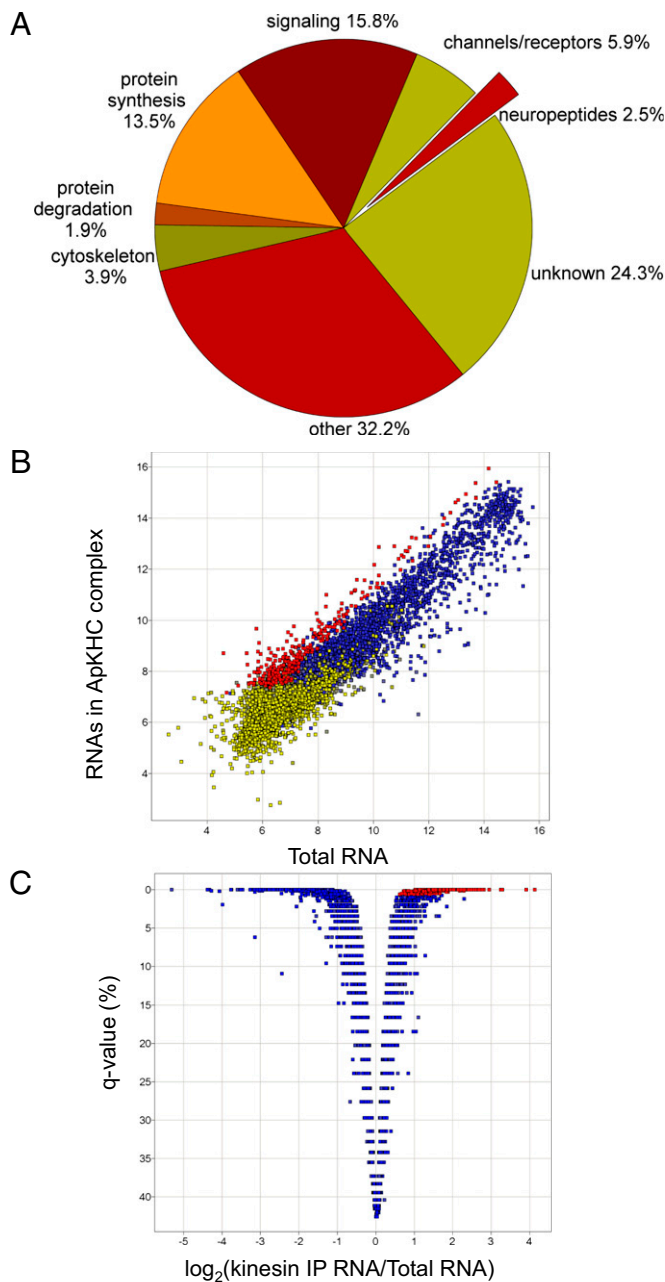 A
signaling 15.8%
channels/receptors 5.9%
protein
synthesis
13.5%
neuropeptides 2.5%
protein
degradation
1.9%
cytoskeleton
3.9%
unknown 24.3%
other 32.2%
B
RNAs in ApKHC complex
16
14
12
10
8
6
4
4 6 8 10 12 14 16
Total RNA
C
q-value (%)
0
5
10
15
20
25
30
35
40
-5 -4 -3 -2 -1 0 1 2 3 4
log2(kinesin IP RNA/Total RNA)